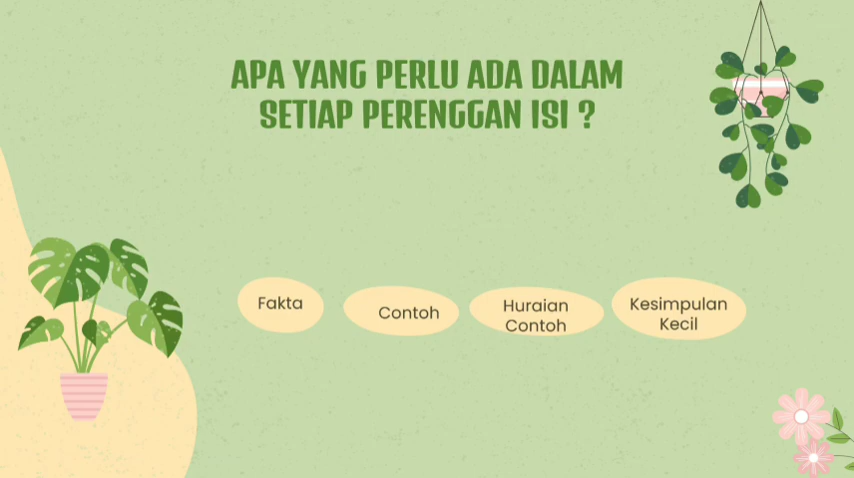 APA YANG PERLU ADA DALAM
SETIAP PERENGGAN ISI ?
Fakta
Contoh
Huraian
Contoh
Kesimpulan
Kecil